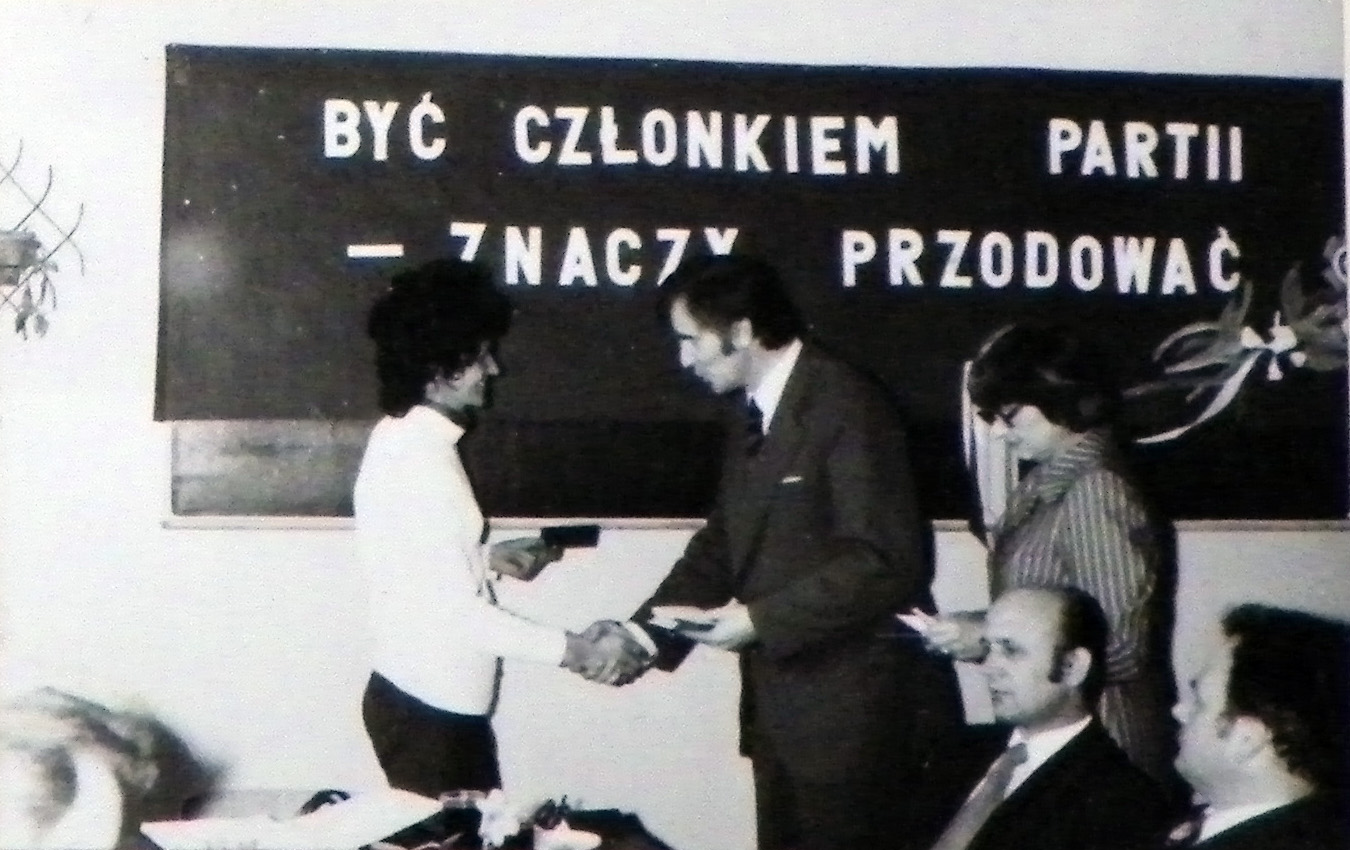 BYĆ CZŁONKIEM PARTII
— ZNACZY PRZODOWAĆ